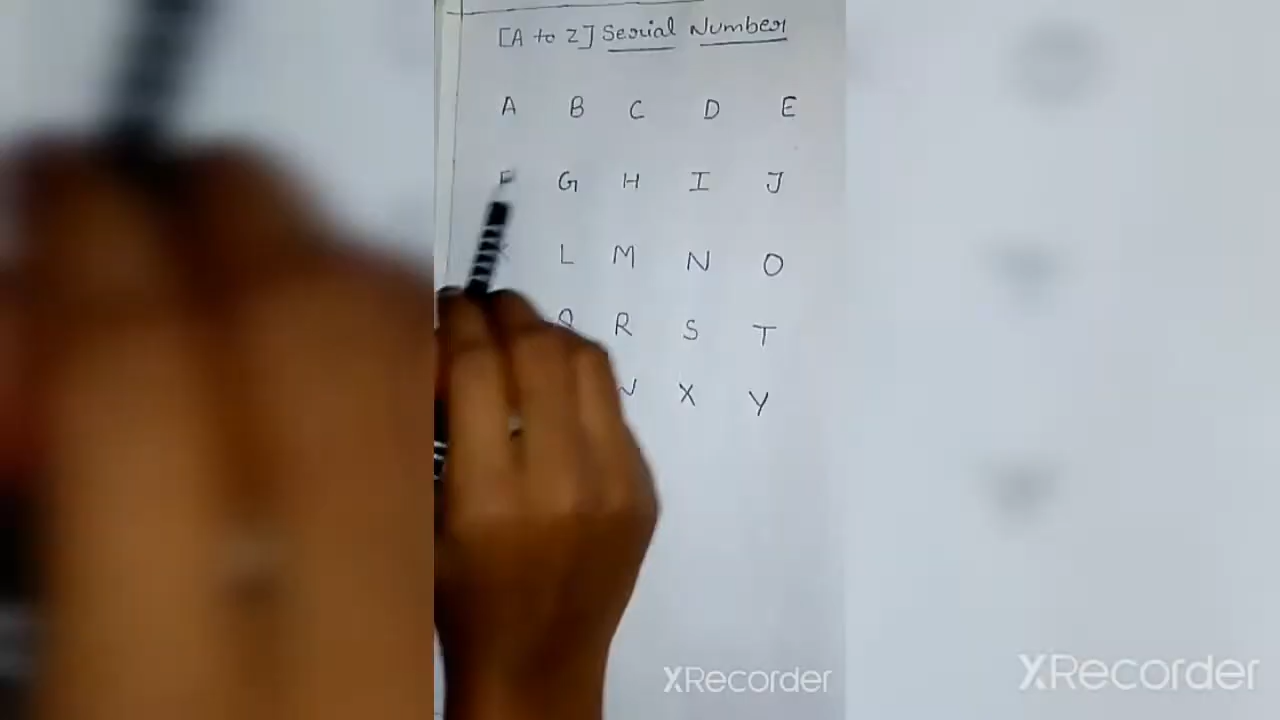 [A to Z] Serial Number
A B C D E
F G H I J
L M N O
Q R S T
W X Y
XRecorder
XRecorder